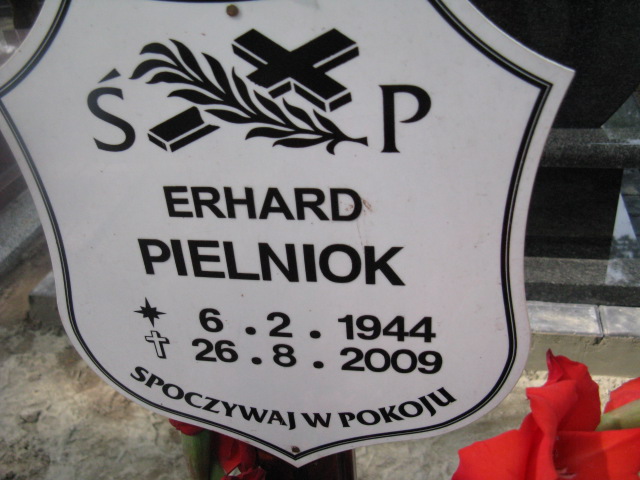 Ś P
ERHARD
PIELNIOK
6.2.1944
26.8.2009
SPOCZYWAJ W POKOJU